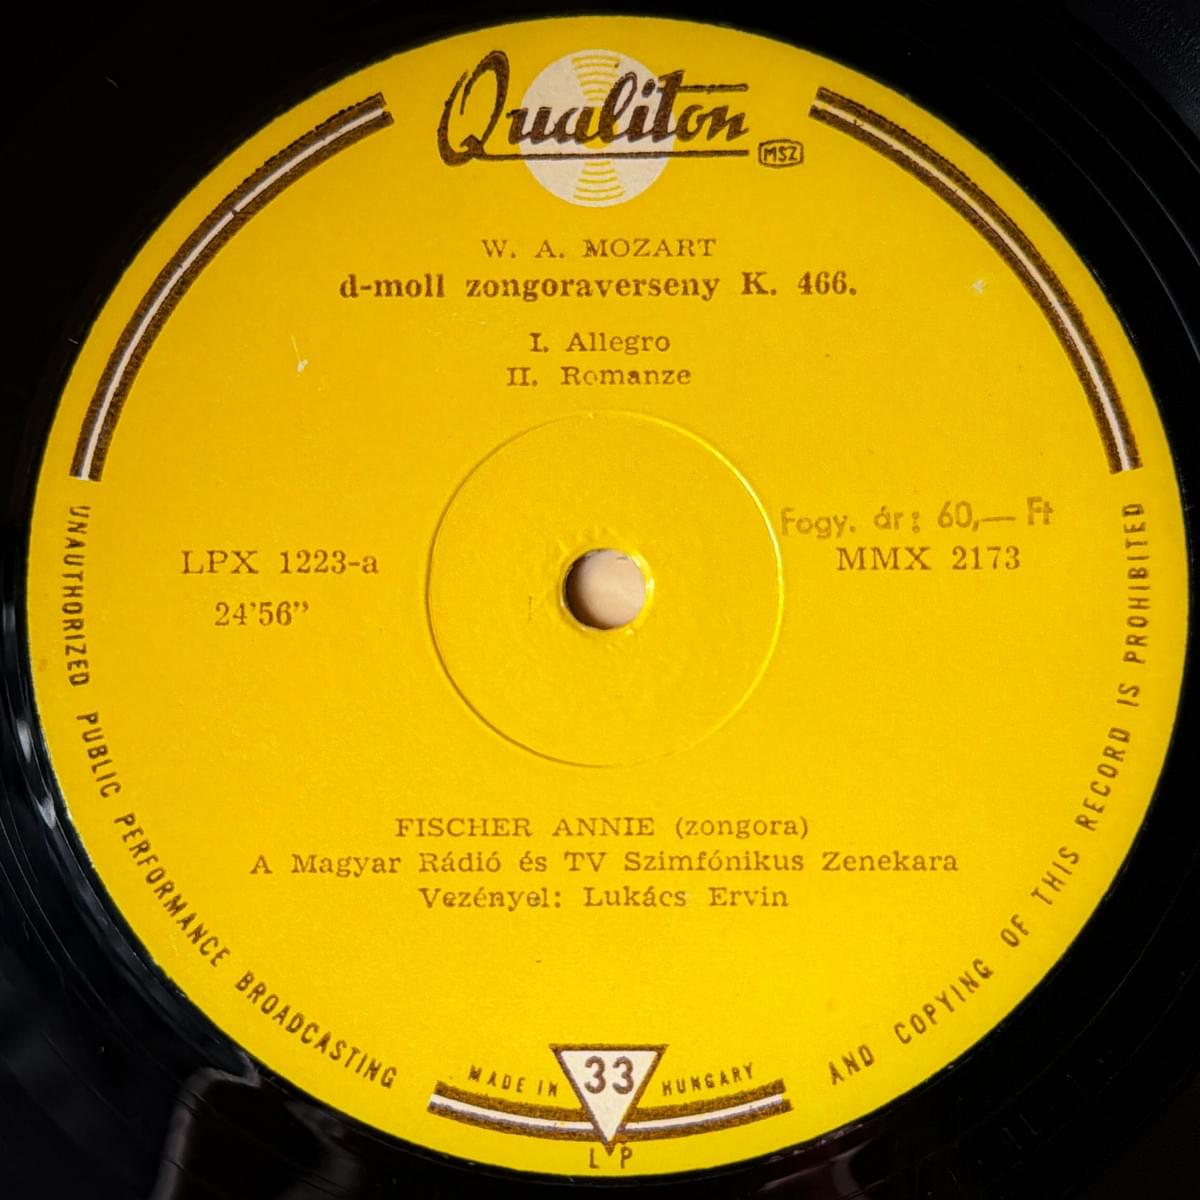 Qualiton
MSZ
W. A. MOZART
d-moll zongoraverseny K. 466.
I. Allegro
II. Romanze
Fogy. ár: 60,— Ft
LPX 1223-a
MMX 2173
24'56”
FISCHER ANNIE (zongora)
A Magyar Rádió és TV Szimfónikus Zenekara
Vezényel: Lukács Ervin
UNAUTHORIZED PUBLIC PERFORMANCE BROADCASTING AND COPYING OF THIS RECORD IS PROHIBITED
MADE IN HUNGARY
33
LP